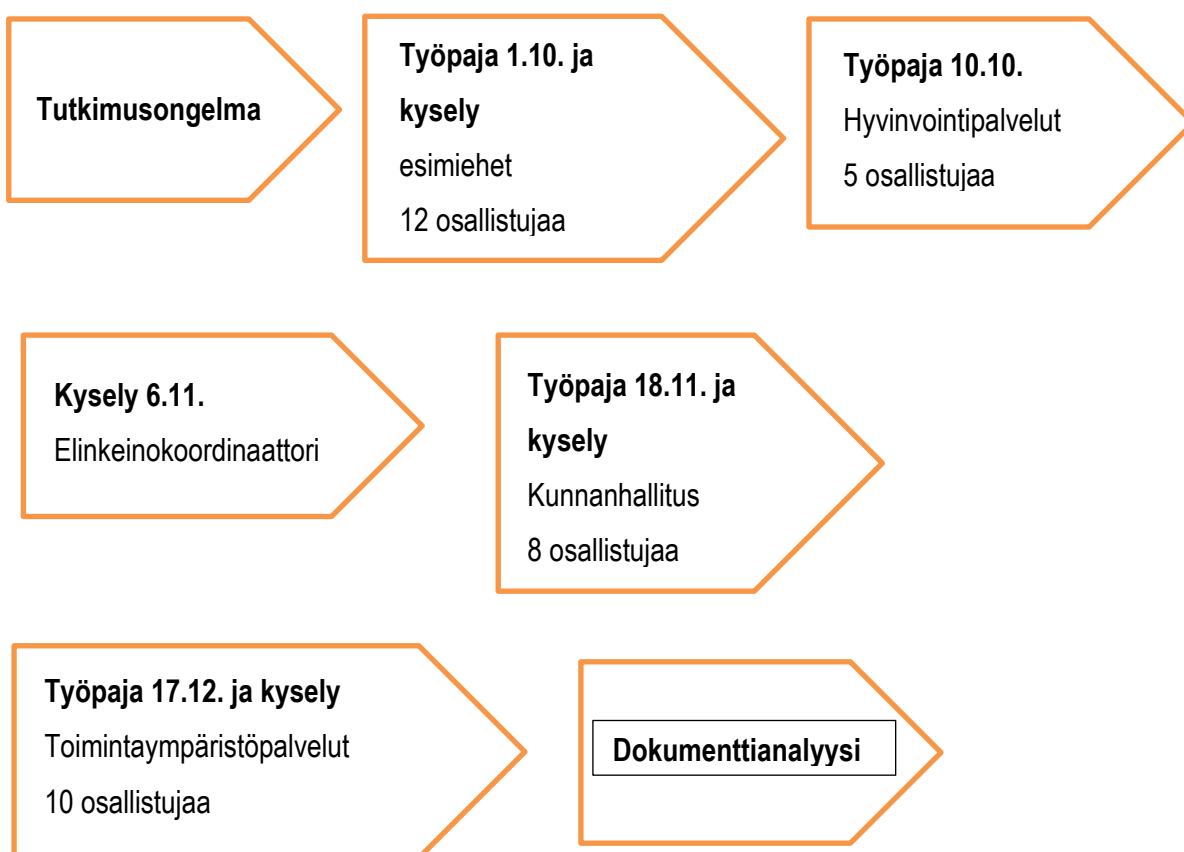 Tutkimusongelma
Työpaja 1.10. ja
kysely
esimiehet
12 osallistujaa
Työpaja 10.10.
Hyvinvointipalvelut
5 osallistujaa
Kysely 6.11.
Elinkeinokoordinaattori
Työpaja 18.11. ja
kysely
Kunnanhallitus
8 osallistujaa
Työpaja 17.12. ja kysely
Toimintaympäristöpalvelut
10 osallistujaa
Dokumenttianalyysi